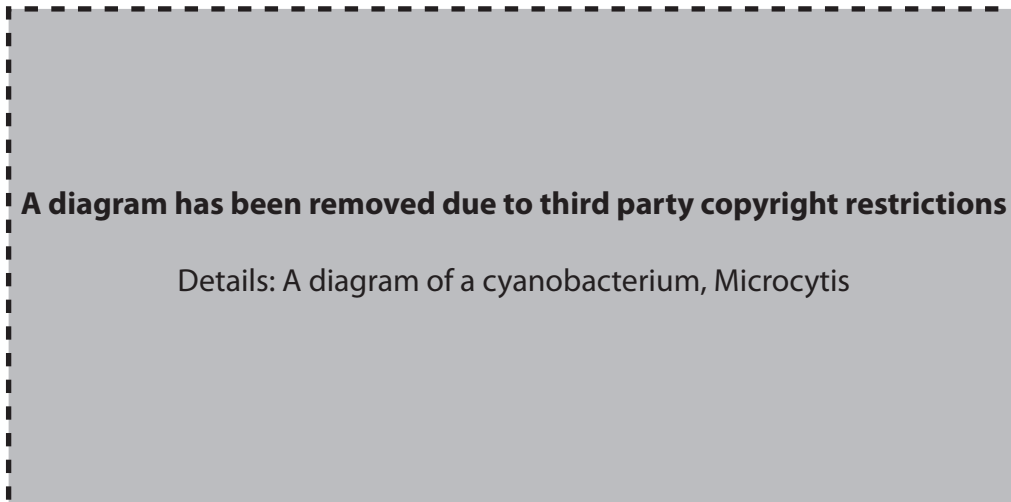 A diagram has been removed due to third party copyright restrictions
Details: A diagram of a cyanobacterium, Microcytis